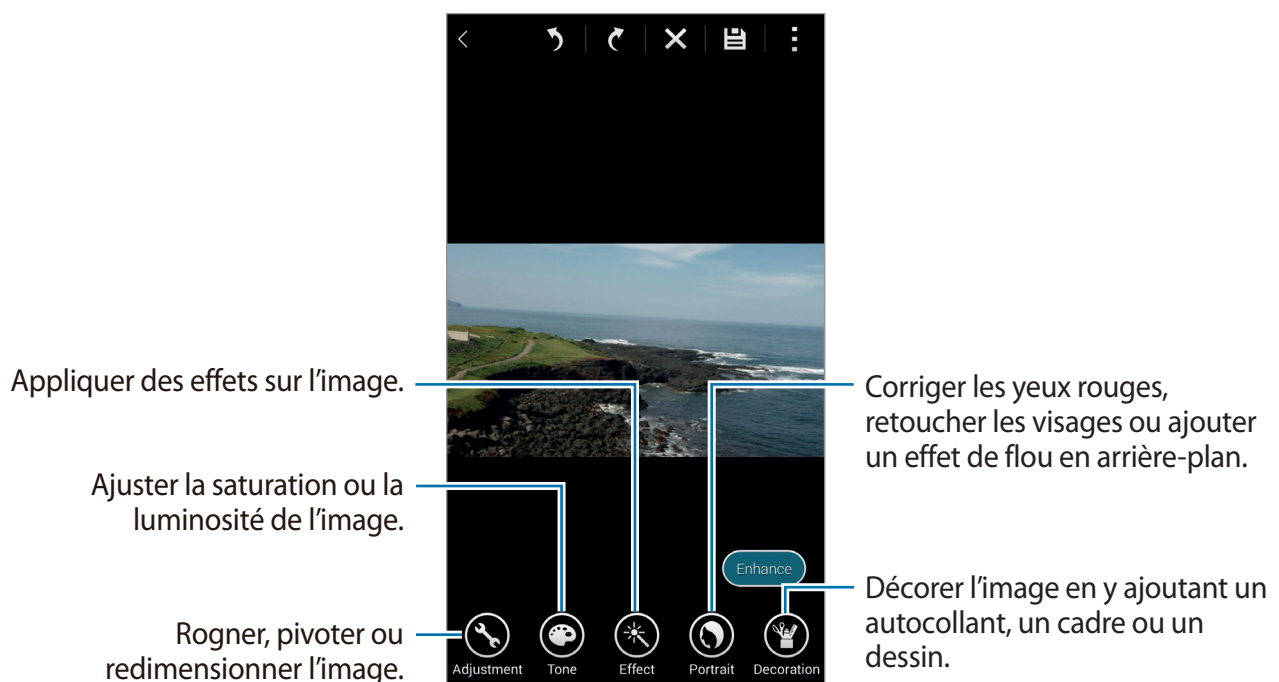 Appliquer des effets sur l’image.
Ajuster la saturation ou la
luminosité de l’image.
Rogner, pivoter ou
redimensionner l’image.
Corriger les yeux rouges,
retoucher les visages ou ajouter
un effet de flou en arrière-plan.
Enhance
Décorer l’image en y ajoutant un
autocollant, un cadre ou un
dessin.
Adjustment
Tone
Effect
Portrait
Decoration